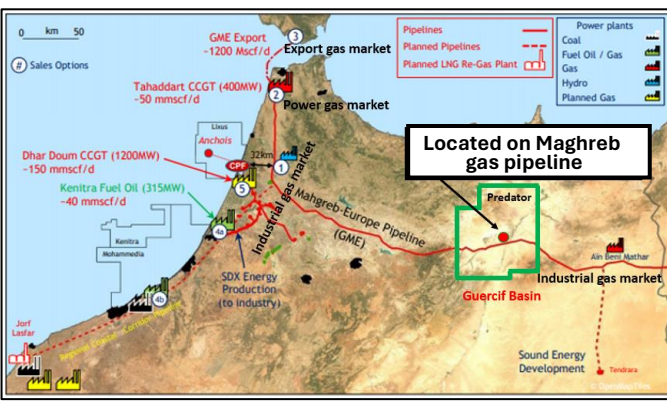 0 km 50
# Sales Options
GME Export
~1200 Mscf/d
3
Export gas market
Pipelines
Planned Pipelines
Planned LNG Re-Gas Plant
Power plants
Coal
Fuel Oil / Gas
Gas
Hydro
Planned Gas
Tahaddart CCGT (400MW)
~50 mmscf/d
2
Power gas market
Lixus
Anchois
CPF
32km
1
Industrial gas market
Located on Maghreb
gas pipeline
Dhar Doum CCGT (1200MW)
~150 mmscf/d
5
Kenitra Fuel Oil (315MW)
~40 mmscf/d
4a
Mahgreb-Europe Pipeline
(GME)
Predator
Guercif Basin
Ain Beni Mathar
Industrial gas market
Kenitra
Mohammedia
SDX Energy
Production
(to Industry)
4b
Jorf
Lasfar
Regional Coastal
Sound Energy
Development
Tendrara
© OpenMapTiles